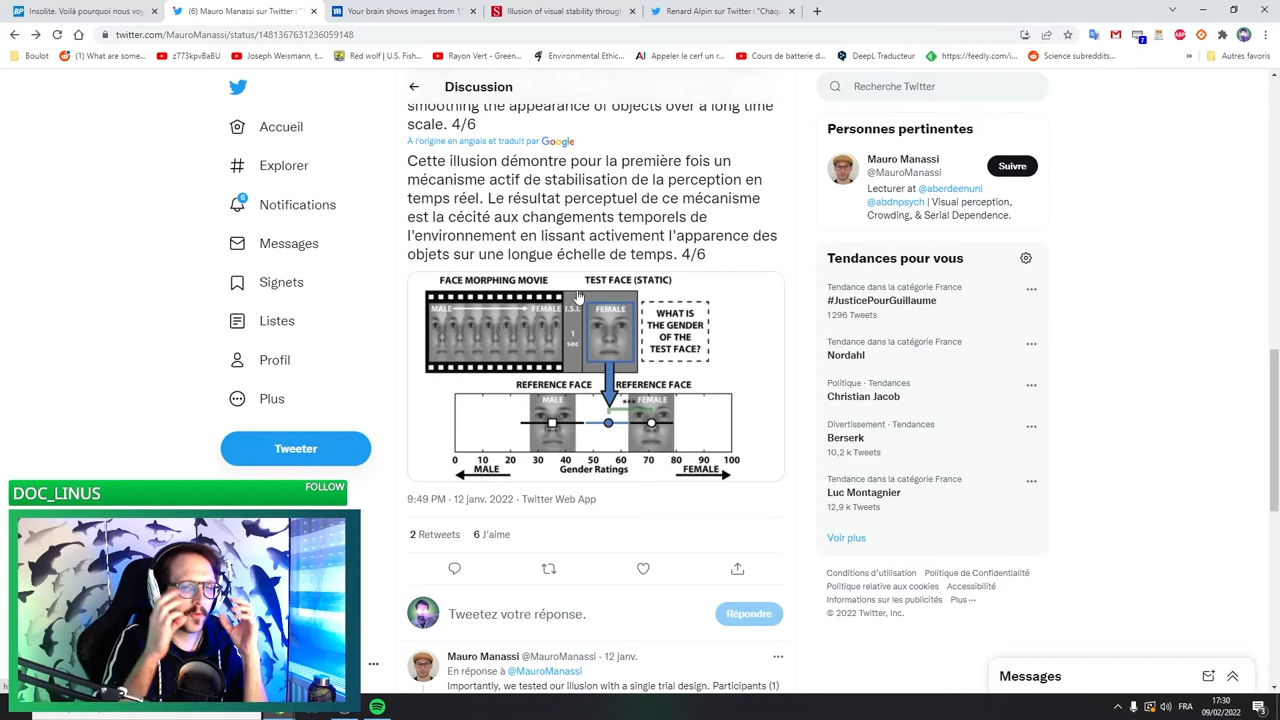 Insolite. Voilà pourquoi nous voy
(6) Mauro Manassi sur Twitter : "I
Your brain shows images from 15
Illusion of visual stability through
Renard Alpin sur Twitter : "Chaq
twitter.com/MauroManassi/status/1481367631236059148
Boulot
(1) What are some...
z773kpvBaBU
Joseph Weismann, t...
Red wolf | U.S. Fish...
Rayon Vert - Green...
Environmental Ethic...
Appeler le cerf un r...
Cours de batterie d...
DeepL Traducteur
https://feedly.com/i...
Science subreddits...
»
Autres favoris
Accueil
Explorer
6
Notifications
Messages
Signets
Listes
Profil
Plus
Tweeter
Discussion
smoothing the appearance of objects over a long time
scale. 4/6
À l'origine en anglais et traduit par Google
Cette illusion démontre pour la première fois un
mécanisme actif de stabilisation de la perception en
temps réel. Le résultat perceptuel de ce mécanisme
est la cécité aux changements temporels de
l'environnement en lissant activement l'apparence des
objets sur une longue échelle de temps. 4/6
FACE MORPHING MOVIE
TEST FACE (STATIC)
MALE
FEMALE
I.S.I.
1
sec
FEMALE
WHAT IS
THE GENDER
OF THE
TEST FACE?
REFERENCE FACE
REFERENCE FACE
MALE
***
FEMALE
0 10 20 30 40 50 60 70 80 90 100
MALE
Gender Ratings
FEMALE
9:49 PM · 12 janv. 2022 · Twitter Web App
2 Retweets 6 J'aime
Tweetez votre réponse.
Répondre
Mauro Manassi @MauroManassi · 12 janv.
En réponse à @MauroManassi
Importantly, we tested our illusion with a single trial design. Participants (1)
Recherche Twitter
Personnes pertinentes
Mauro Manassi
@MauroManassi
Suivre
Lecturer at @aberdeenuni
@abdnpsych | Visual perception,
Crowding, & Serial Dependence.
Tendances pour vous
Tendance dans la catégorie France
#JusticePourGuillaume
1 296 Tweets
Tendance dans la catégorie France
Nordahl
Politique · Tendances
Christian Jacob
Divertissement · Tendances
Berserk
10,2 k Tweets
Tendance dans la catégorie France
Luc Montagnier
12,9 k Tweets
Voir plus
Conditions d'utilisation Politique de Confidentialité
Politique relative aux cookies Accessibilité
Informations sur les publicités Plus ···
© 2022 Twitter, Inc.
Messages
DOC_LINUS
FOLLOW
FRA
17:30
09/02/2022
3